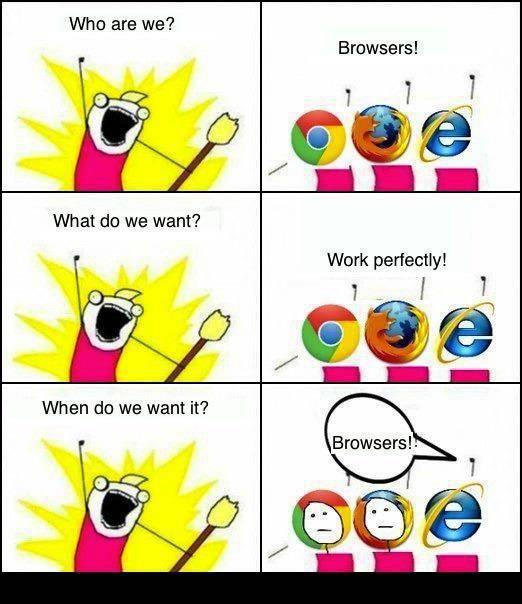 Who are we?
Browsers!
What do we want?
Work perfectly!
When do we want it?
Browsers!!